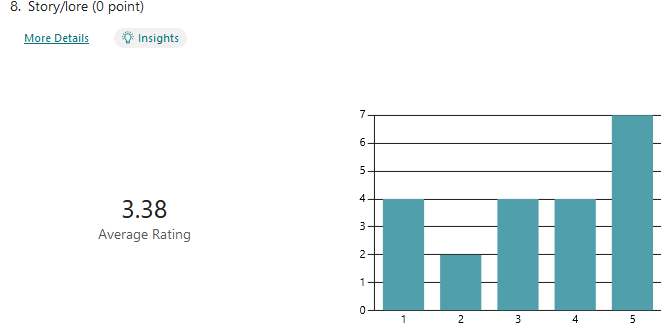 8. Story/lore (0 point)
More Details
Insights
7
6
5
4
3
2
1
0
3.38
Average Rating
1 2 3 4 5